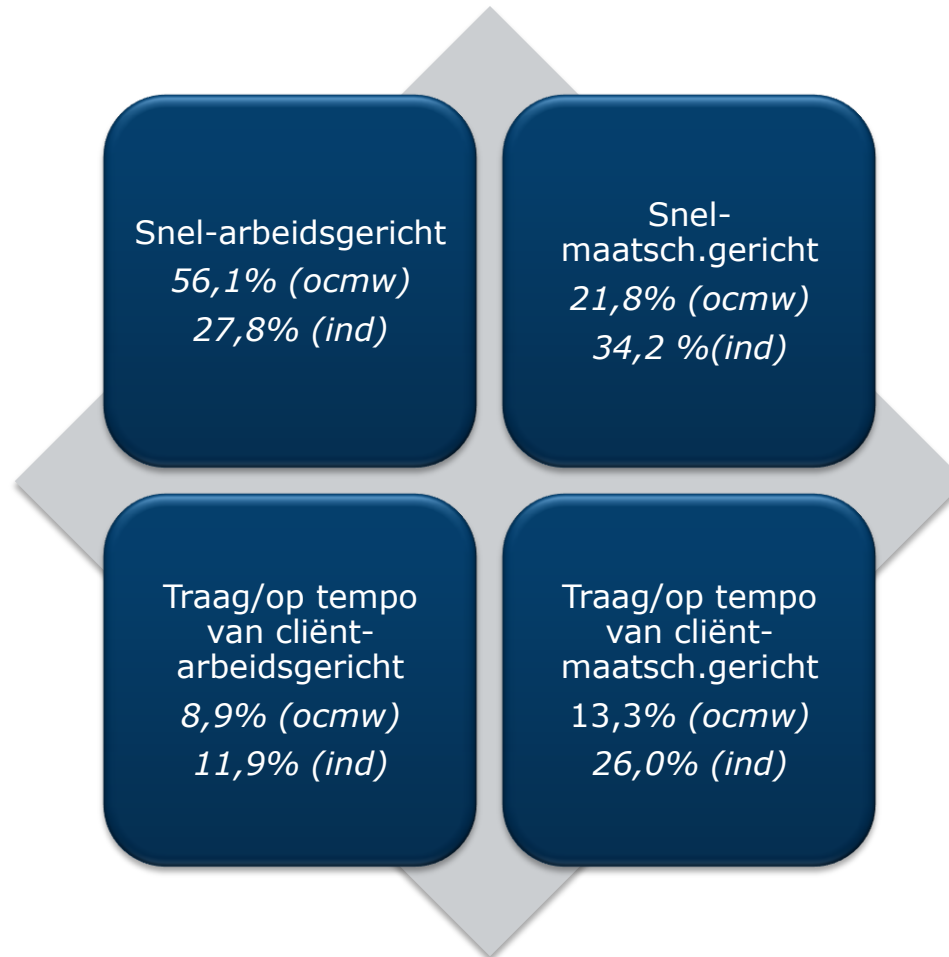 Snel-arbeidsgericht
56,1% (ocmw)
27,8% (ind)
Snel-
maatsch.gericht
21,8% (ocmw)
34,2 %(ind)
Traag/op tempo
van cliënt-
arbeidsgericht
8,9% (ocmw)
11,9% (ind)
Traag/op tempo
van cliënt-
maatsch.gericht
13,3% (ocmw)
26,0% (ind)